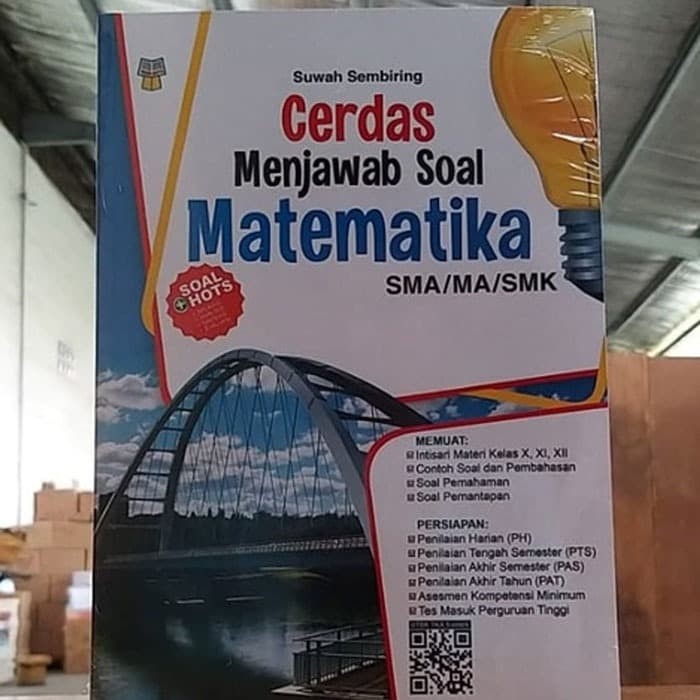 Suwah Sembiring
Cerdas
Menjawab Soal
Matematika
SMA/MA/SMK
SOAL
+HOTS
MEMUAT:
Intisari Materi Kelas X, XI, XII
Contoh Soal dan Pembahasan
Soal Pemahaman
Soal Pemantapan
PERSIAPAN:
Penilaian Harian (PH)
Penilaian Tengah Semester (PTS)
Penilaian Akhir Semester (PAS)
Penilaian Akhir Tahun (PAT)
Asesmen Kompetensi Minimum
Tes Masuk Perguruan Tinggi